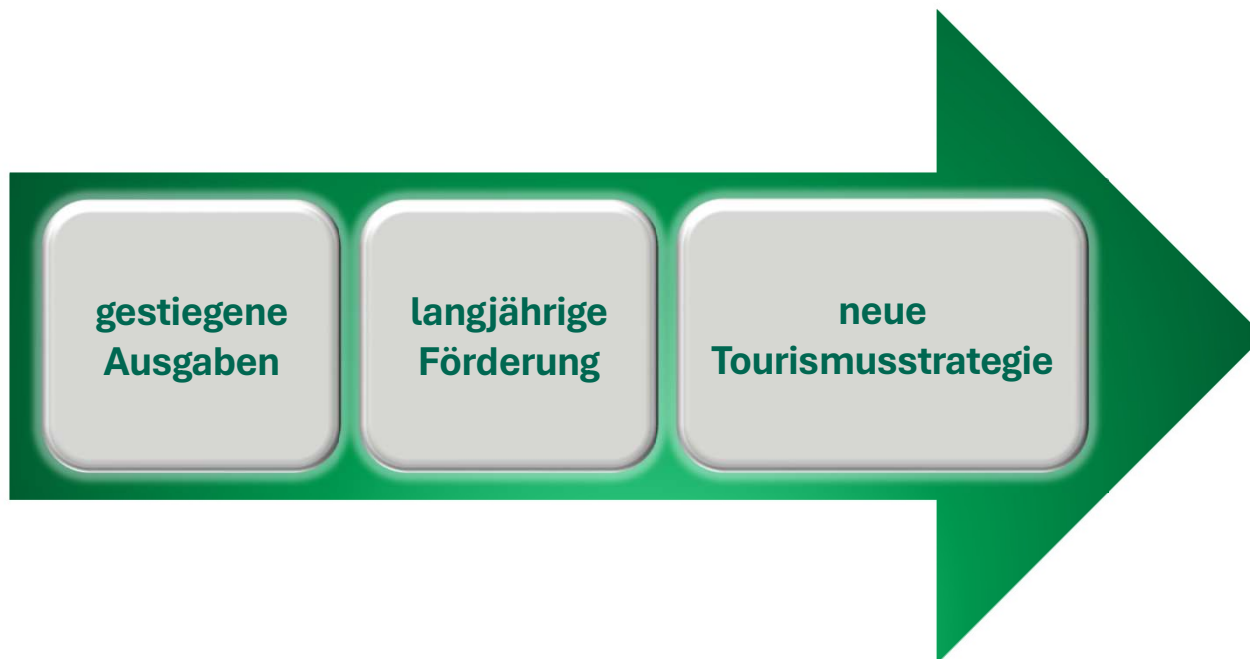 gestiegene
Ausgaben
langjährige
Förderung
neue
Tourismusstrategie